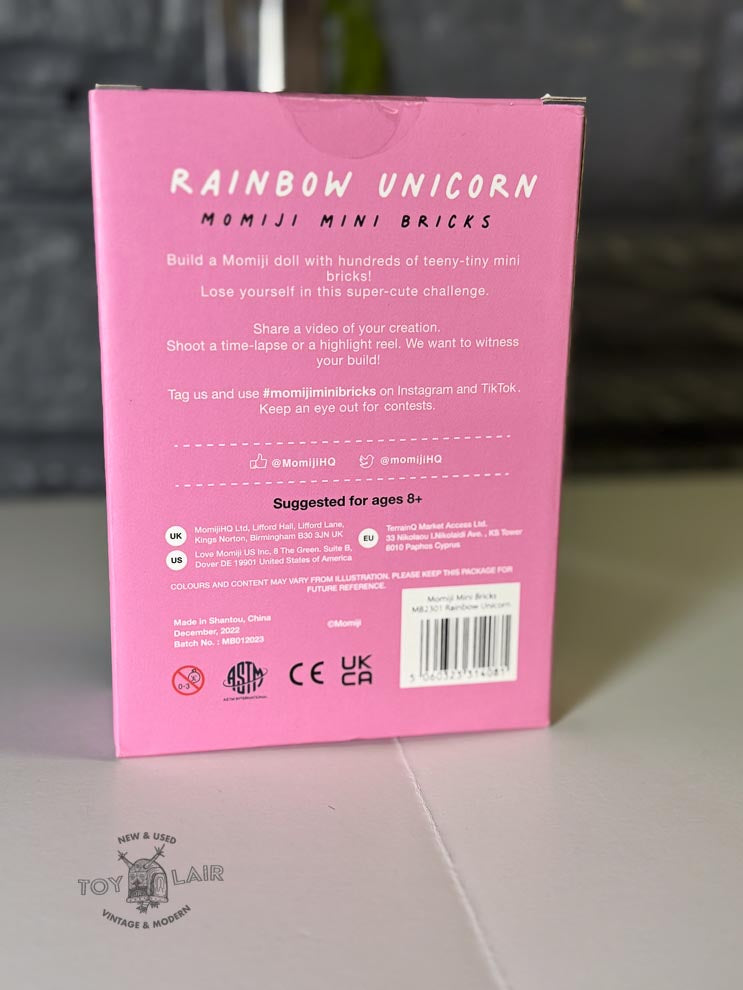 RAINBOW UNICORN
MOMIJI MINI BRICKS
Build a Momiji doll with hundreds of teeny-tiny mini
bricks!
Lose yourself in this super-cute challenge.
Share a video of your creation.
Shoot a time-lapse or a highlight reel. We want to witness
your build!
Tag us and use #momijiminibricks on Instagram and TikTok.
Keep an eye out for contests.
@MomijiHQ @momijiHQ
Suggested for ages 8+
UK
MomijiHQ Ltd, Lifford Hall, Lifford Lane,
Kings Norton, Birmingham B30 3JN UK
US
Love Momiji US Inc, 8 The Green. Suite B,
Dover DE 19901 United States of America
EU
TerrainQ Market Access Ltd.
33 Nikolaou I.Nikolaidi Ave. , KS Tower
8010 Paphos Cyprus
COLOURS AND CONTENT MAY VARY FROM ILLUSTRATION. PLEASE KEEP THIS PACKAGE FOR
FUTURE REFERENCE.
Made in Shantou, China
December, 2022
Batch No. : MB012023
©Momiji
Momiji Mini Bricks
MB2301 Rainbow Unicorn
5 060323 314081
0-3
ASTM
ASTM INTERNATIONAL
CE
UK
CA
NEW & USED
TOY LAIR
VINTAGE & MODERN